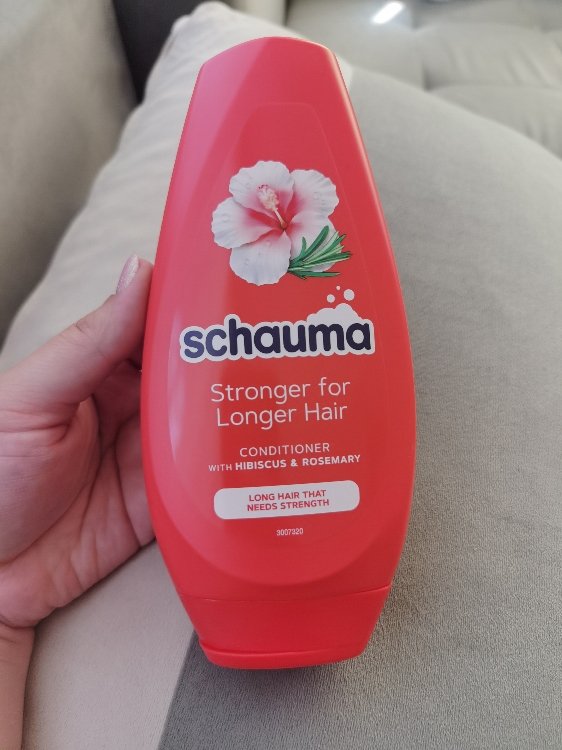 schauma
Stronger for
Longer Hair
CONDITIONER
WITH HIBISCUS & ROSEMARY
LONG HAIR THAT
NEEDS STRENGTH
3007320